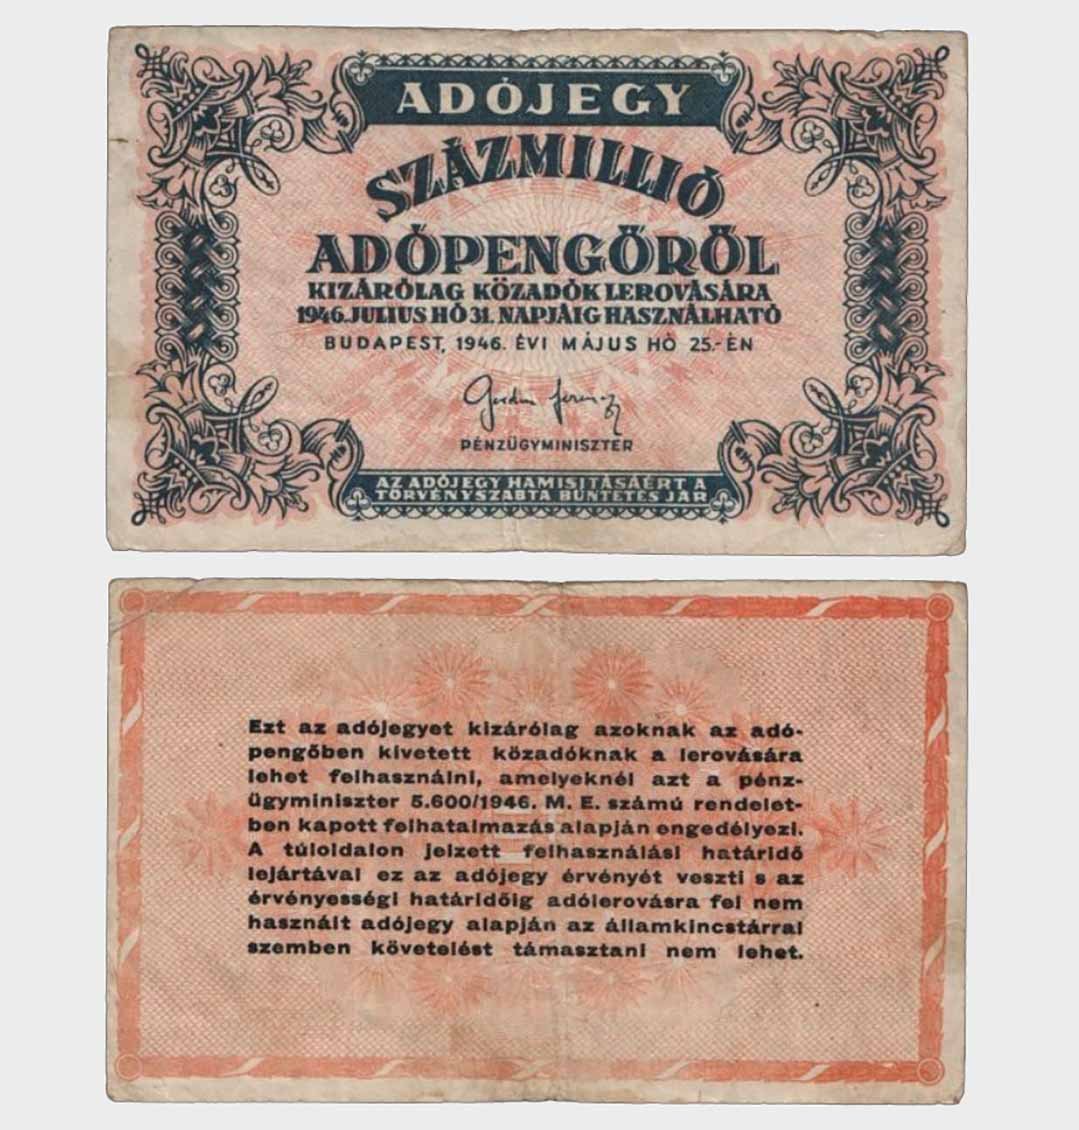 ADÓJEGY
SZÁZMILLIÓ
ADÓPENGŐRŐL
KIZÁRÓLAG KÖZADÓK LEROVÁSÁRA
1946. JULIUS HÓ 31. NAPJÁIG HASZNÁLHATÓ
BUDAPEST, 1946. ÉVI MÁJUS HÓ 25.-ÉN
Gordon Ferenc
PÉNZÜGYMINISZTER
AZ ADÓJEGY HAMISITÁSÁÉRT A
TÖRVÉNYSZABTA BÜNTETÉS JÁR
Ezt az adójegyet kizárólag azoknak az adó-
pengőben kivetett közadóknak a lerovására
lehet felhasználni, amelyeknél azt a pénz-
ügyminiszter 5.600/1946. M. E. számú rendelet-
ben kapott felhatalmazás alapján engedélyezi.
A túloldalon jelzett felhasználási határidő
lejártával ez az adójegy érvényét veszti s az
érvényességi határidőig adólerovásra fel nem
használt adójegy alapján az államkincstárral
szemben követelést támasztani nem lehet.